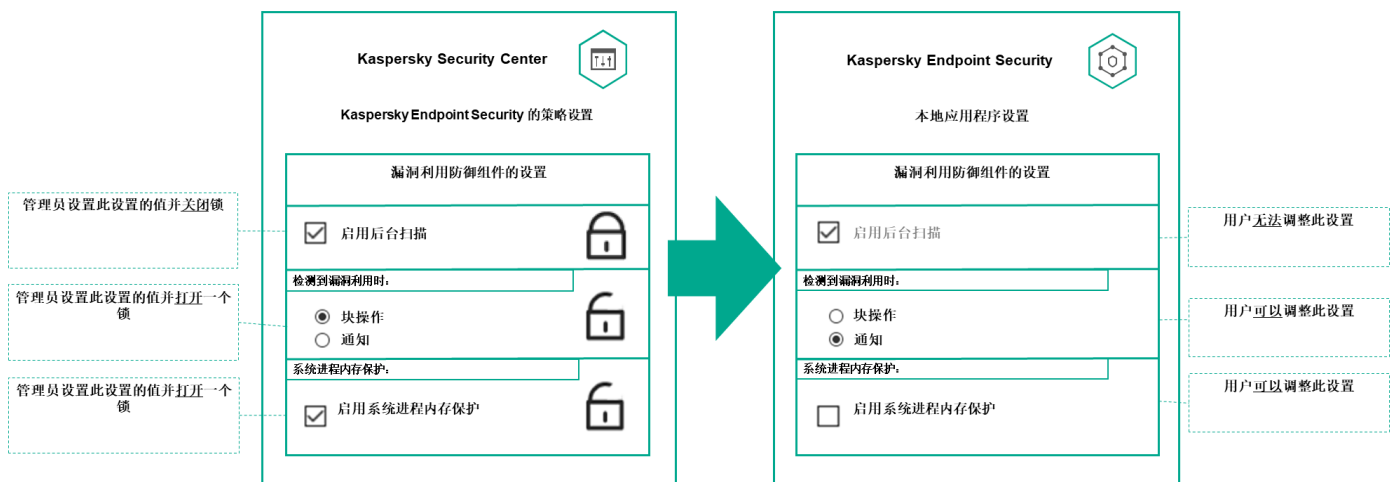 Kaspersky Security Center
Kaspersky Endpoint Security 的策略设置
漏洞利用防御组件的设置
管理员设置此设置的值并关闭锁
启用后台扫描
检测到漏洞利用时:
管理员设置此设置的值并打开一个
锁
块操作
通知
系统进程内存保护:
管理员设置此设置的值并打开一个
锁
启用系统进程内存保护
Kaspersky Endpoint Security
本地应用程序设置
漏洞利用防御组件的设置
启用后台扫描
用户无法调整此设置
检测到漏洞利用时:
块操作
通知
用户可以调整此设置
系统进程内存保护:
启用系统进程内存保护
用户可以调整此设置